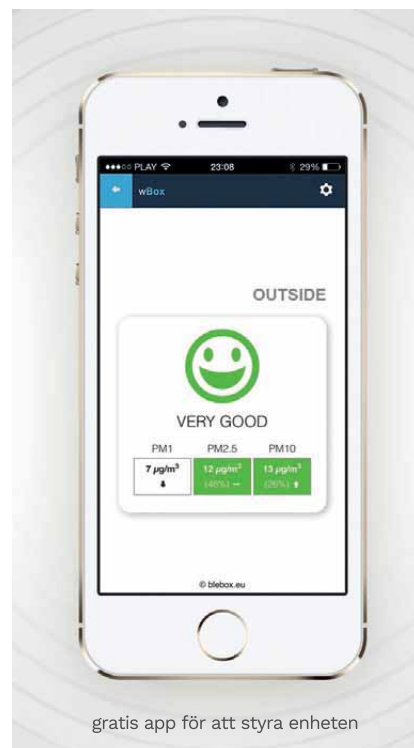 PLAY 23:08 29%
wBox
OUTSIDE
VERY GOOD
PM1 PM2.5 PM10
7 µg/m³ 12 µg/m³ 13 µg/m³
(48%) – (26%)
© blebox.eu
gratis app för att styra enheten